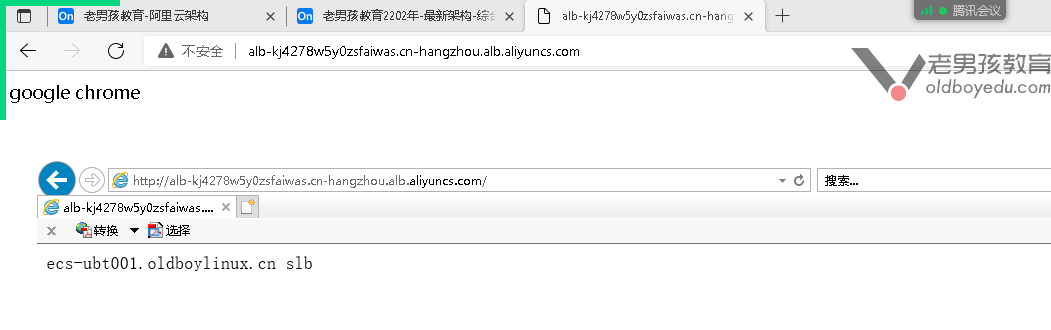 腾讯会议
On 老男孩教育-阿里云架构
On 老男孩教育2202年-最新架构-综合
alb-kj4278w5y0zsfaiwas.cn-hang
不安全
alb-kj4278w5y0zsfaiwas.cn-hangzhou.alb.aliyuncs.com
老男孩教育
oldboyedu.com
google chrome
http://alb-kj4278w5y0zsfaiwas.cn-hangzhou.alb.aliyuncs.com/
搜索...
alb-kj4278w5y0zsfaiwas....
x 转换 选择
ecs-ubt001.oldboylinux.cn slb